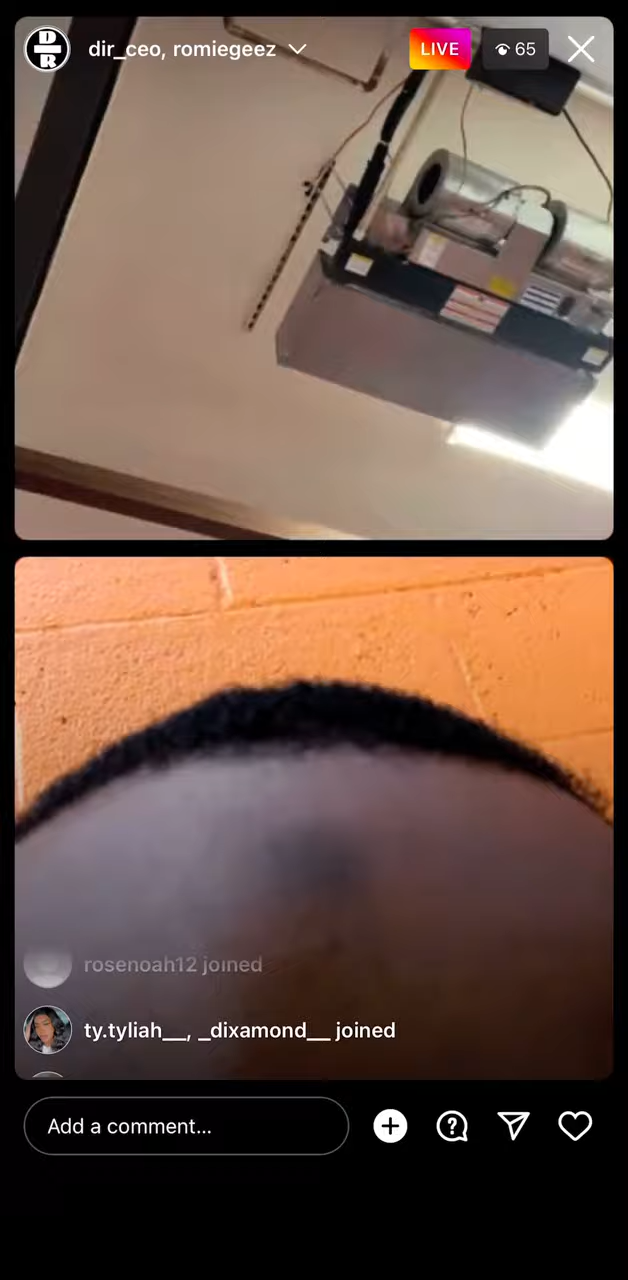 D
R
dir_ceo, romiegeez
LIVE
65
rosenoah12 joined
ty.tyliah__, _dixamond__ joined
Add a comment...